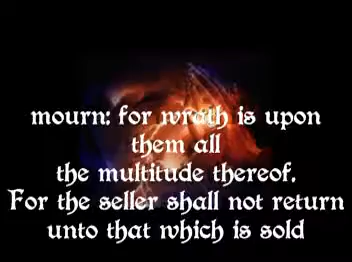 mourn: for wrath is upon
them all
the multitude thereof.
For the seller shall not return
unto that which is sold